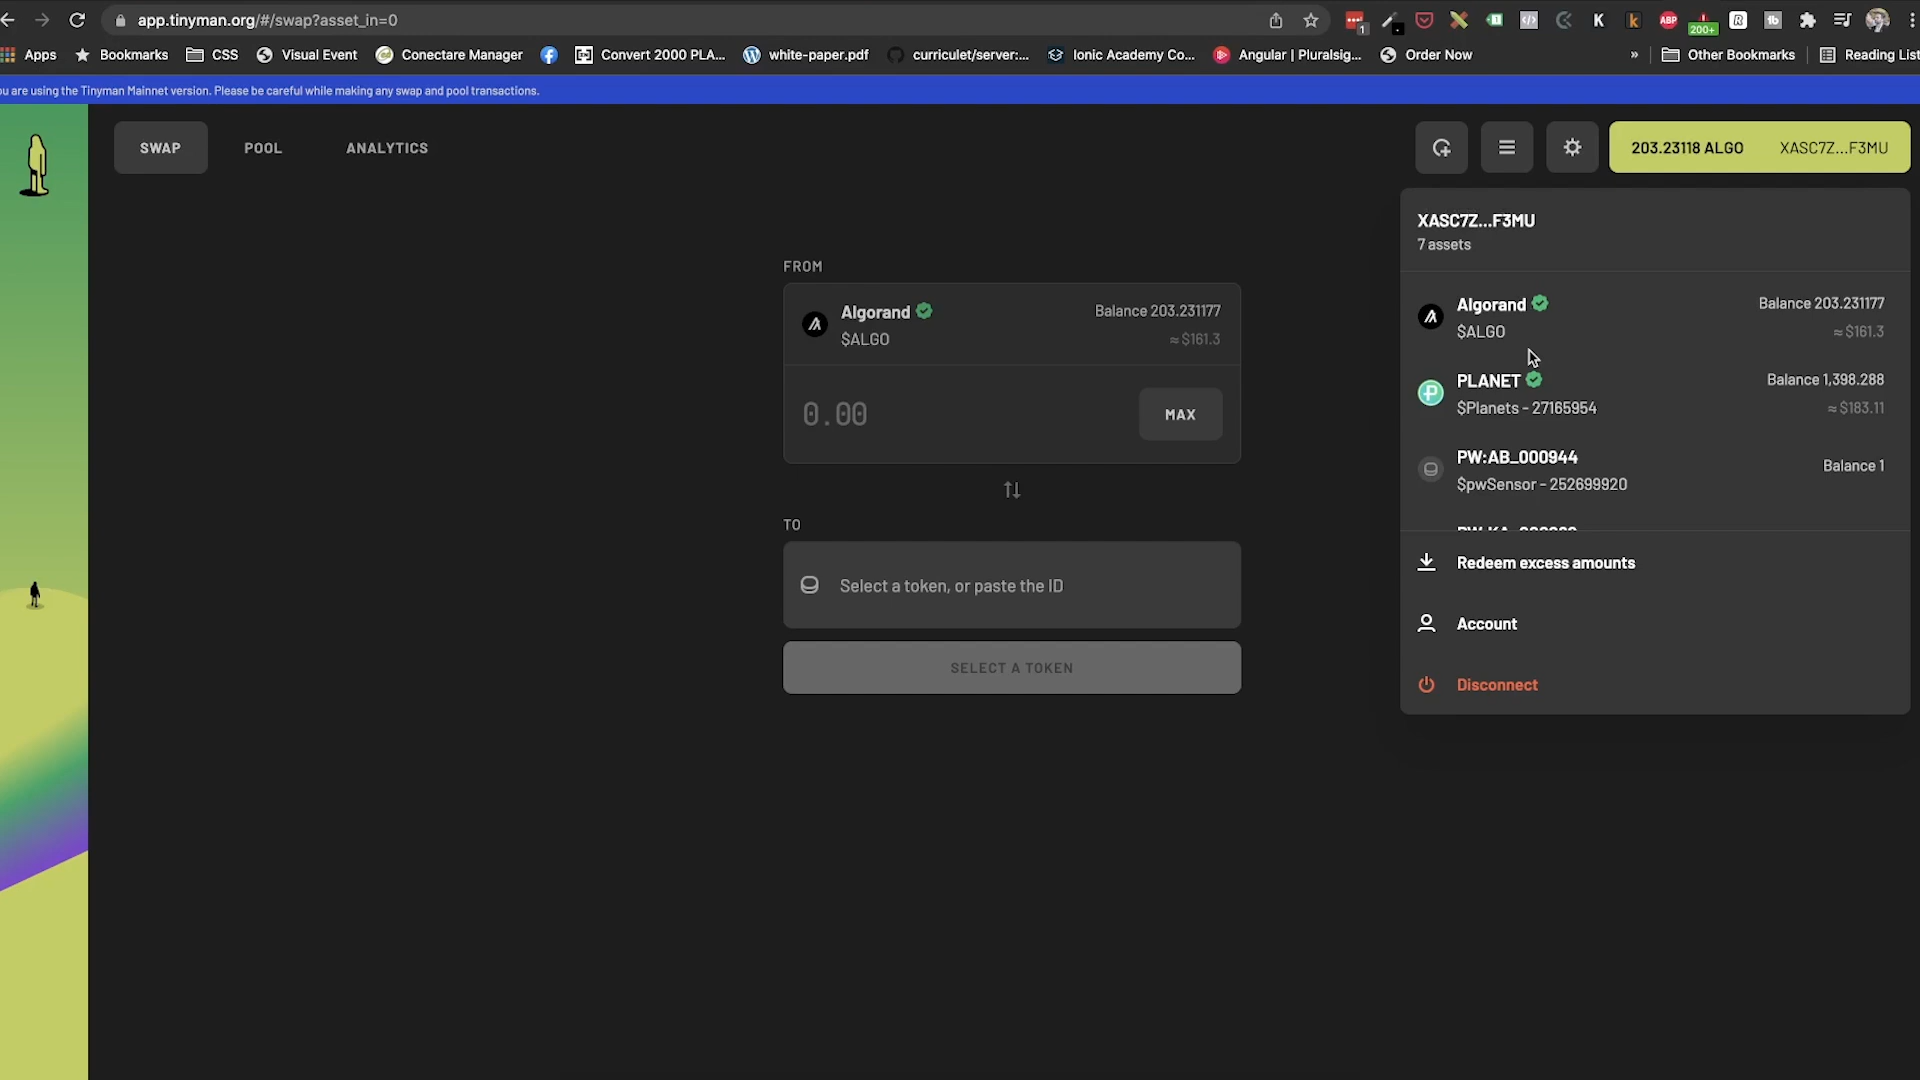 app.tinyman.org/#/swap?asset_in=0
1
ABP
200+
K
k
R
tb
Apps
Bookmarks
CSS
Visual Event
Conectare Manager
Convert 2000 PLA...
white-paper.pdf
curriculet/server:...
Ionic Academy Co...
Angular | Pluralsig...
Order Now
»
Other Bookmarks
Reading List
ou are using the Tinyman Mainnet version. Please be careful while making any swap and pool transactions.
SWAP
POOL
ANALYTICS
203.23118 ALGO XASC7Z...F3MU
FROM
Algorand
Balance 203.231177
$ALGO
≈ $161.3
0.00
MAX
TO
Select a token, or paste the ID
SELECT A TOKEN
XASC7Z...F3MU
7 assets
Algorand
Balance 203.231177
$ALGO
≈ $161.3
PLANET
Balance 1,398.288
$Planets - 27165954
≈ $183.11
PW:AB_000944
Balance 1
$pwSensor - 252699920
Redeem excess amounts
Account
Disconnect